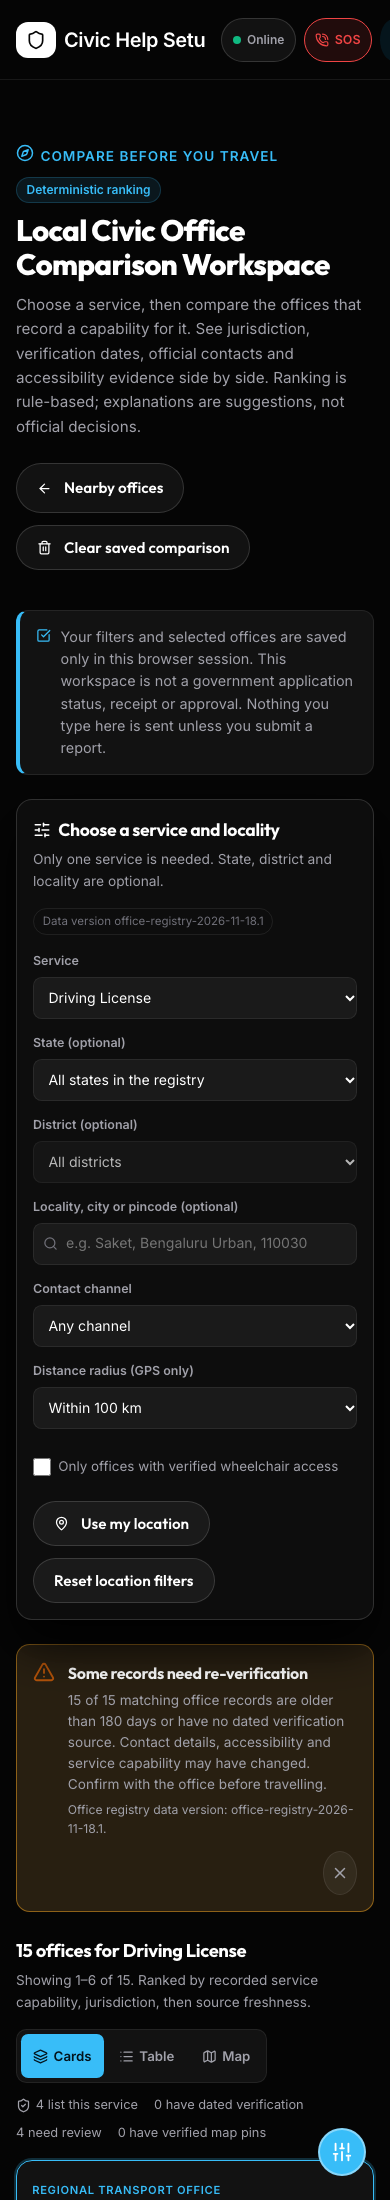 Civic Help Setu
Online
SOS
COMPARE BEFORE YOU TRAVEL
Deterministic ranking
Local Civic Office
Comparison Workspace
Choose a service, then compare the offices that
record a capability for it. See jurisdiction,
verification dates, official contacts and
accessibility evidence side by side. Ranking is
rule-based; explanations are suggestions, not
official decisions.
Nearby offices
Clear saved comparison
Your filters and selected offices are saved
only in this browser session. This
workspace is not a government application
status, receipt or approval. Nothing you
type here is sent unless you submit a
report.
Choose a service and locality
Only one service is needed. State, district and
locality are optional.
Data version office-registry-2026-11-18.1
Service
Driving License
State (optional)
All states in the registry
District (optional)
All districts
Locality, city or pincode (optional)
e.g. Saket, Bengaluru Urban, 110030
Contact channel
Any channel
Distance radius (GPS only)
Within 100 km
Only offices with verified wheelchair access
Use my location
Reset location filters
Some records need re-verification
15 of 15 matching office records are older
than 180 days or have no dated verification
source. Contact details, accessibility and
service capability may have changed.
Confirm with the office before travelling.
Office registry data version: office-registry-2026-
11-18.1.
15 offices for Driving License
Showing 1–6 of 15. Ranked by recorded service
capability, jurisdiction, then source freshness.
Cards
Table
Map
4 list this service 0 have dated verification
4 need review 0 have verified map pins
REGIONAL TRANSPORT OFFICE